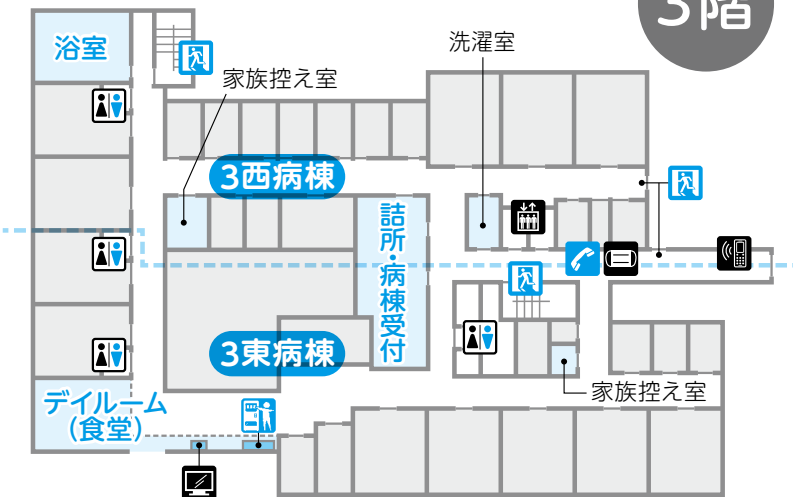 3階
浴室
洗濯室
家族控え室
3西病棟
詰所・病棟受付
3東病棟
家族控え室
デイルーム
(食堂)